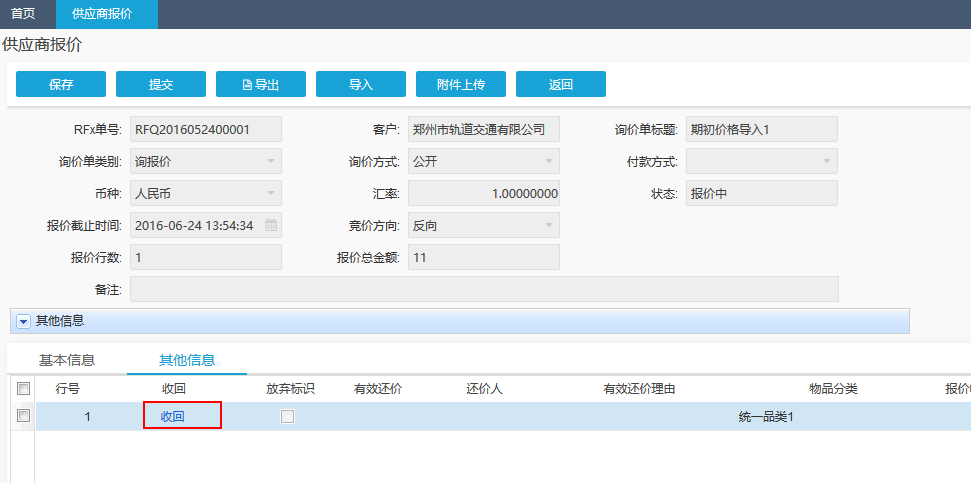 首页 供应商报价
供应商报价
保存 提交 导出 导入 附件上传 返回
RFx单号: RFQ2016052400001 客户: 郑州市轨道交通有限公司 询价单标题: 期初价格导入1
询价单类别: 询报价 询价方式: 公开 付款方式:
币种: 人民币 汇率: 1.00000000 状态: 报价中
报价截止时间: 2016-06-24 13:54:34 竞价方向: 反向
报价行数: 1 报价总金额: 11
备注:
其他信息
基本信息 其他信息
行号 收回 放弃标识 有效还价 还价人 有效还价理由 物品分类 报价
1 收回 统一品类1